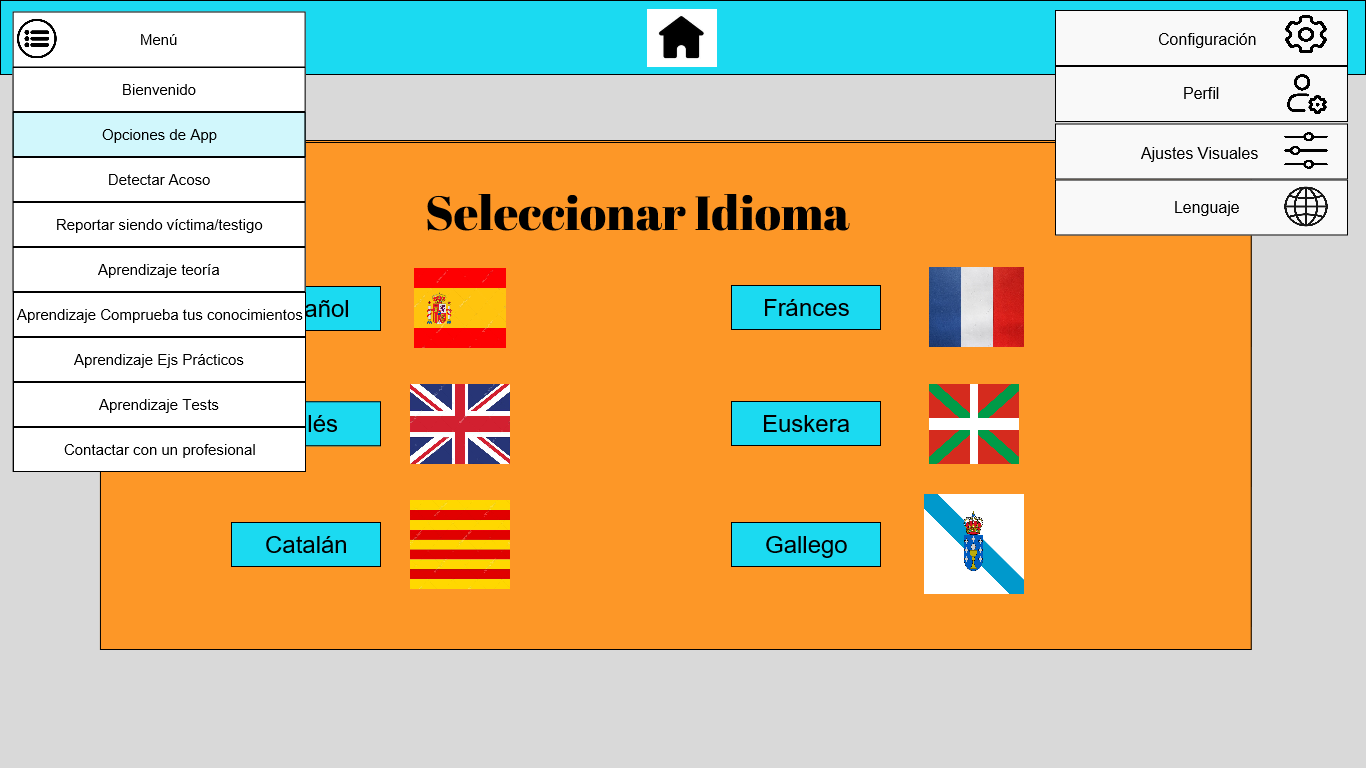 Menú
Bienvenido
Opciones de App
Detectar Acoso
Reportar siendo víctima/testigo
Aprendizaje teoría
Aprendizaje Comprueba tus conocimientos
Aprendizaje Ejs Prácticos
Aprendizaje Tests
Contactar con un profesional
Configuración
Perfil
Ajustes Visuales
Lenguaje
Seleccionar Idioma
añol
Fránces
lés
Euskera
Catalán
Gallego